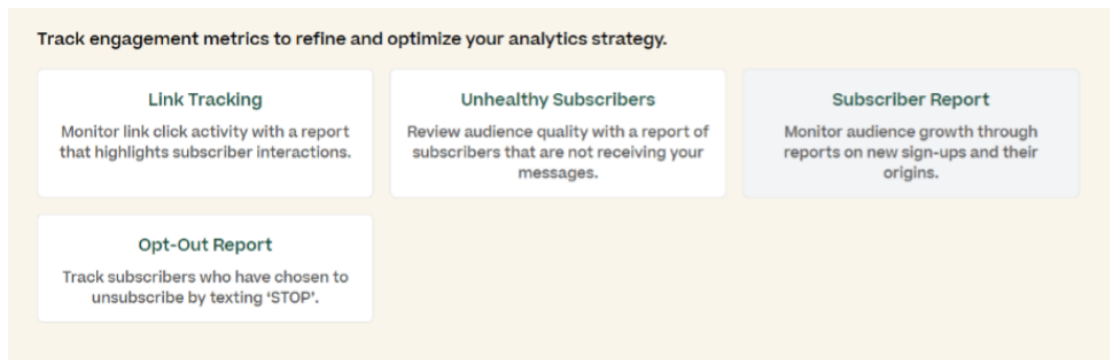 Track engagement metrics to refine and optimize your analytics strategy.
Link Tracking
Monitor link click activity with a report
that highlights subscriber interactions.
Unhealthy Subscribers
Review audience quality with a report of
subscribers that are not receiving your
messages.
Subscriber Report
Monitor audience growth through
reports on new sign-ups and their
origins.
Opt-Out Report
Track subscribers who have chosen to
unsubscribe by texting ‘STOP’.